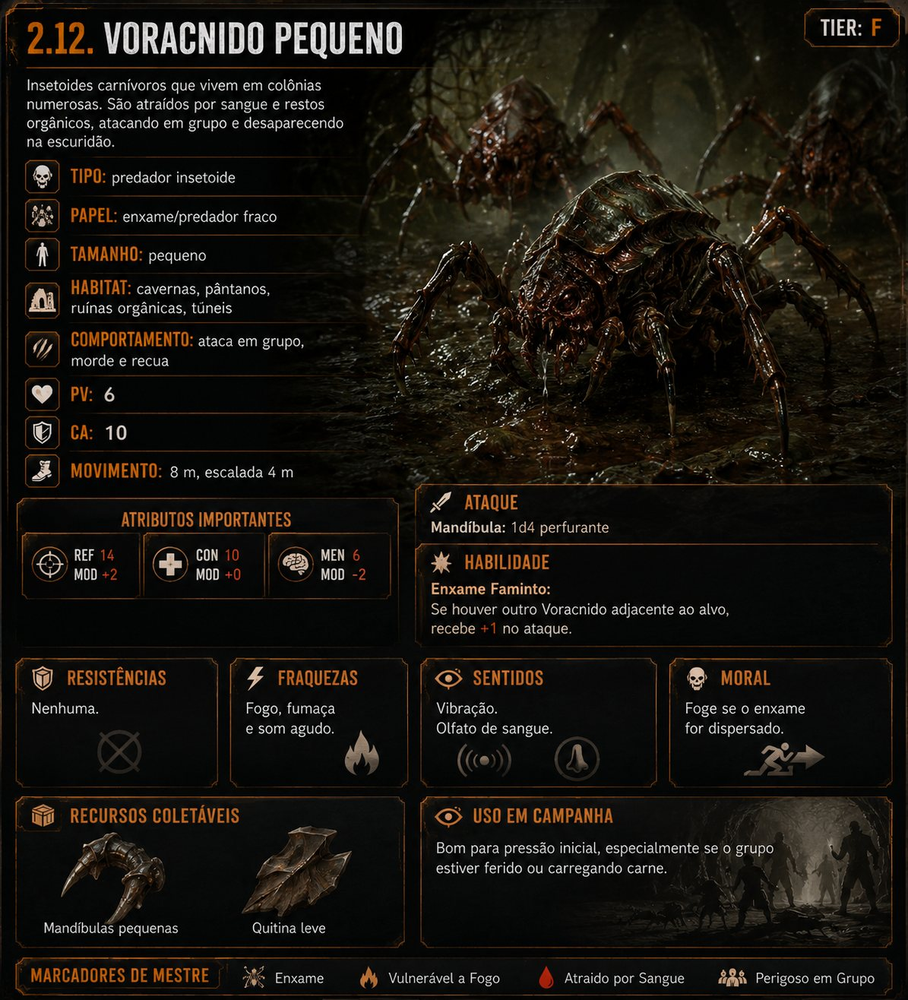 2.12. VORACNIDO PEQUENO
TIER: F
Insetoides carnívoros que vivem em colônias
numerosas. São atraídos por sangue e restos
orgânicos, atacando em grupo e desaparecendo
na escuridão.
TIPO: predador insetoide
PAPEL: enxame/predador fraco
TAMANHO: pequeno
HABITAT: cavernas, pântanos,
ruínas orgânicas, túneis
COMPORTAMENTO: ataca em grupo,
morde e recua
PV: 6
CA: 10
MOVIMENTO: 8 m, escalada 4 m
ATRIBUTOS IMPORTANTES
REF 14
MOD +2
CON 10
MOD +0
MEN 6
MOD -2
ATAQUE
Mandíbula: 1d4 perfurante
HABILIDADE
Enxame Faminto:
Se houver outro Voracnido adjacente ao alvo,
recebe +1 no ataque.
RESISTÊNCIAS
Nenhuma.
FRAQUEZAS
Fogo, fumaça
e som agudo.
SENTIDOS
Vibração.
Olfato de sangue.
MORAL
Foge se o enxame
for dispersado.
RECURSOS COLETÁVEIS
Mandíbulas pequenas
Quitina leve
USO EM CAMPANHA
Bom para pressão inicial, especialmente se o grupo
estiver ferido ou carregando carne.
MARCADORES DE MESTRE
Enxame
Vulnerável a Fogo
Atraido por Sangue
Perigoso em Grupo